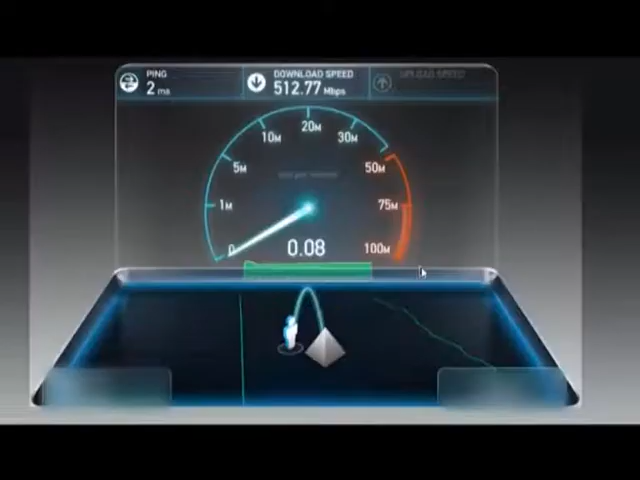 PING
2 ms
DOWNLOAD SPEED
512.77 Mbps
UPLOAD SPEED
20M
10M
30M
5M
50M
1M
75M
0
0.08
100M